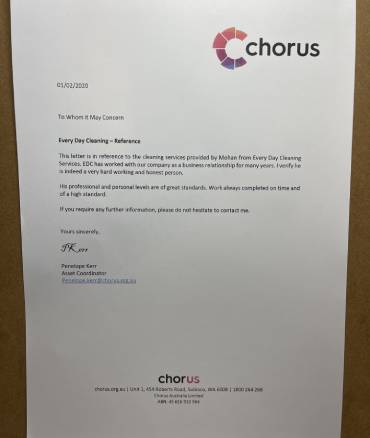 chorus
01/02/2020
To Whom It May Concern
Every Day Cleaning – Reference
This letter is in reference to the cleaning services provided by Mohan from Every Day Cleaning
Services. EDC has worked with our company as a business relationship for many years. I verify he
is indeed a very hard working and honest person.
His professional and personal levels are of great standards. Work always completed on time and
of a high standard.
If you require any further information, please do not hesitate to contact me.
Yours sincerely,
PKerr
Penelope Kerr
Asset Coordinator
Penelope.kerr@chorus.org.au
chorus
chorus.org.au | Unit 1, 454 Roberts Road, Subiaco, WA 6008 | 1800 264 268
Chorus Australia Limited
ABN: